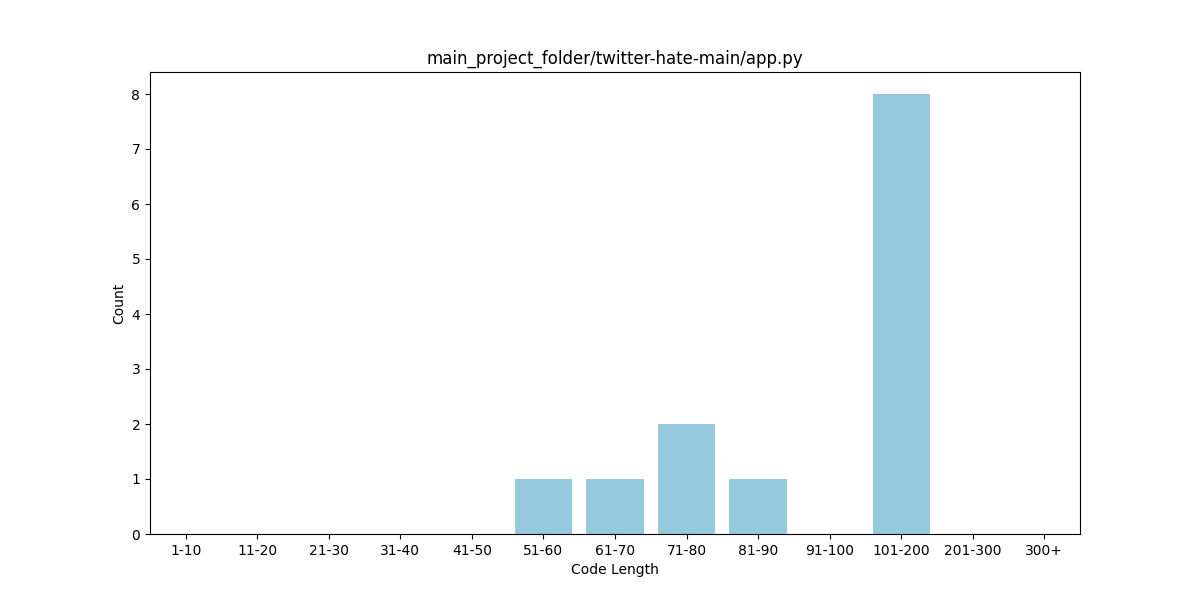 main_project_folder/twitter-hate-main/app.py
8
7
6
5
4
3
2
1
0
Count
1-10 11-20 21-30 31-40 41-50 51-60 61-70 71-80 81-90 91-100 101-200 201-300 300+
Code Length